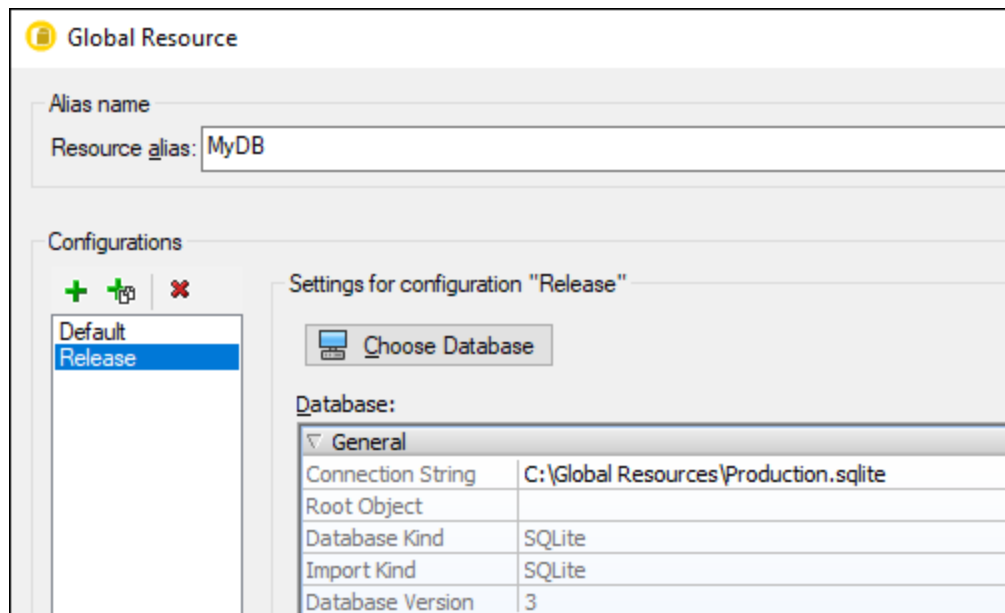 Global Resource
Alias name
Resource alias: MyDB
Configurations
Settings for configuration "Release"
Default
Release
Choose Database
Database:
General
Connection String C:\Global Resources\Production.sqlite
Root Object
Database Kind SQLite
Import Kind SQLite
Database Version 3